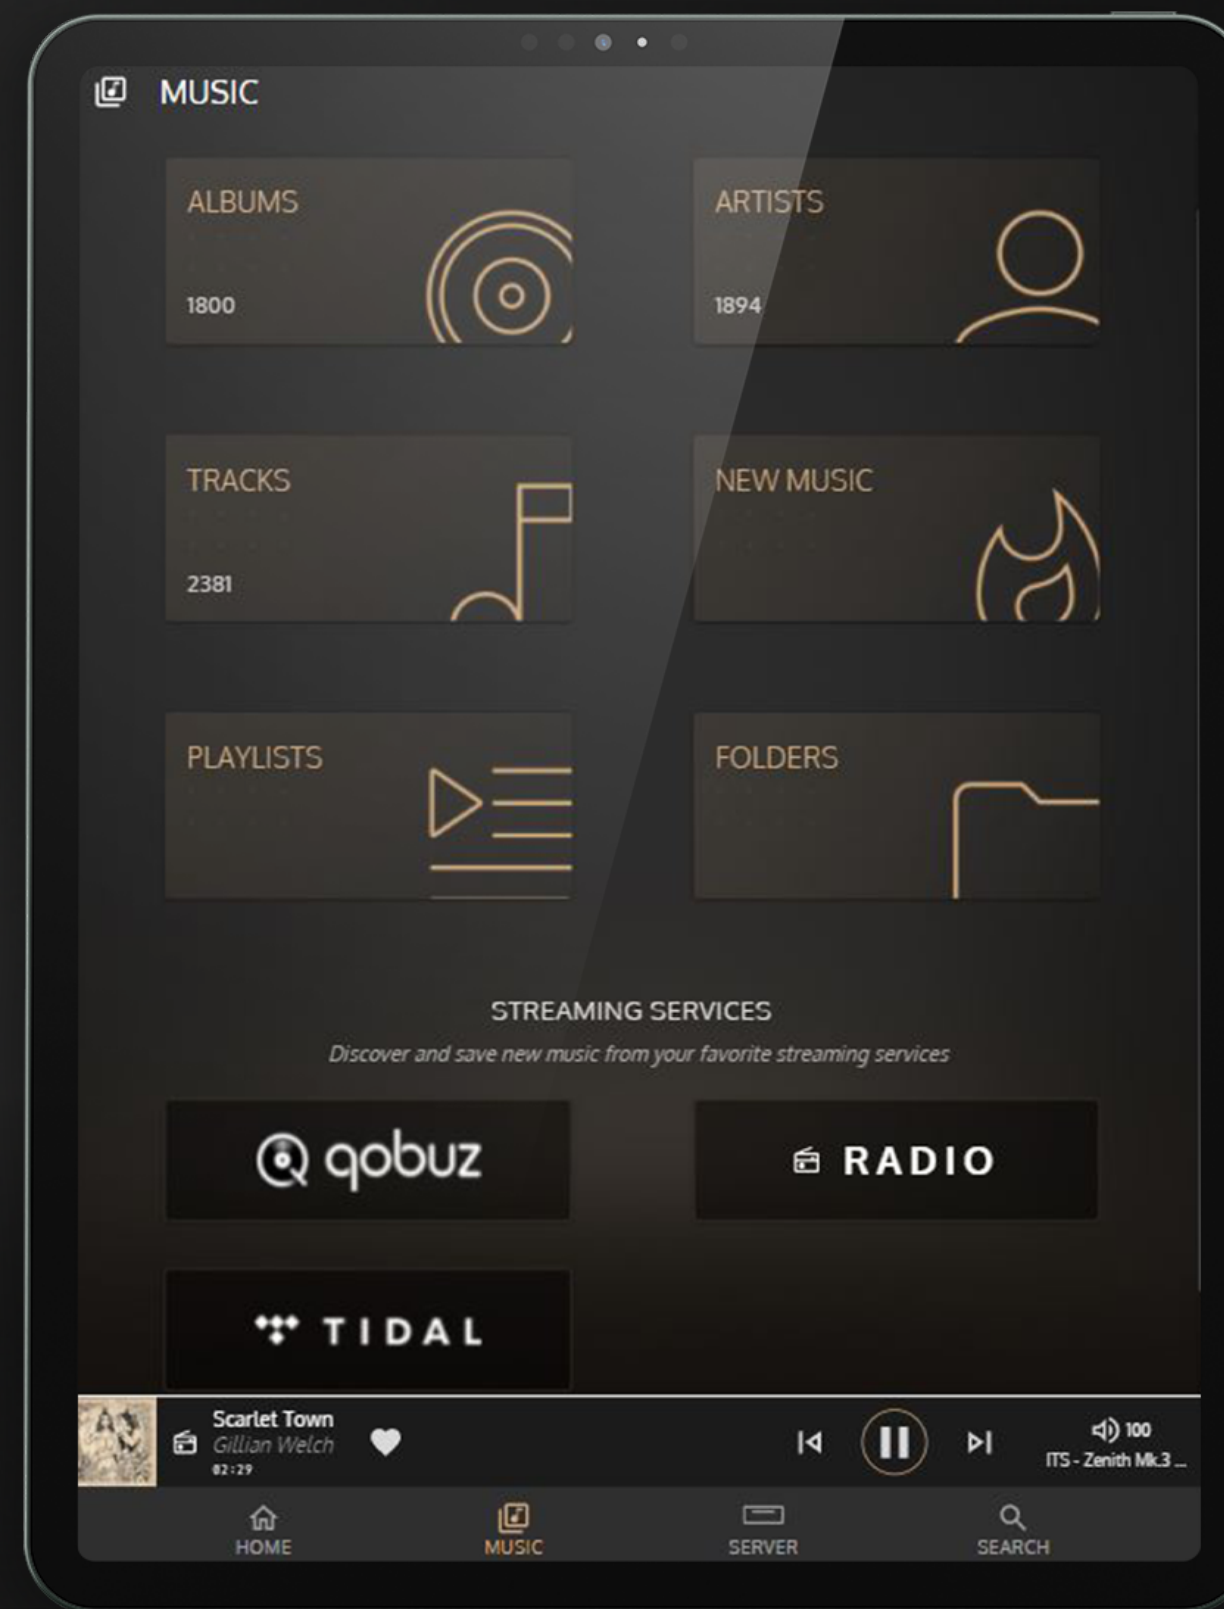 MUSIC
ALBUMS
1800
ARTISTS
1894
TRACKS
2381
NEW MUSIC
PLAYLISTS
FOLDERS
STREAMING SERVICES
Discover and save new music from your favorite streaming services
qobuz
RADIO
TIDAL
Scarlet Town
Gillian Welch
02:29
100
ITS - Zenith Mk.3 ...
HOME
MUSIC
SERVER
SEARCH